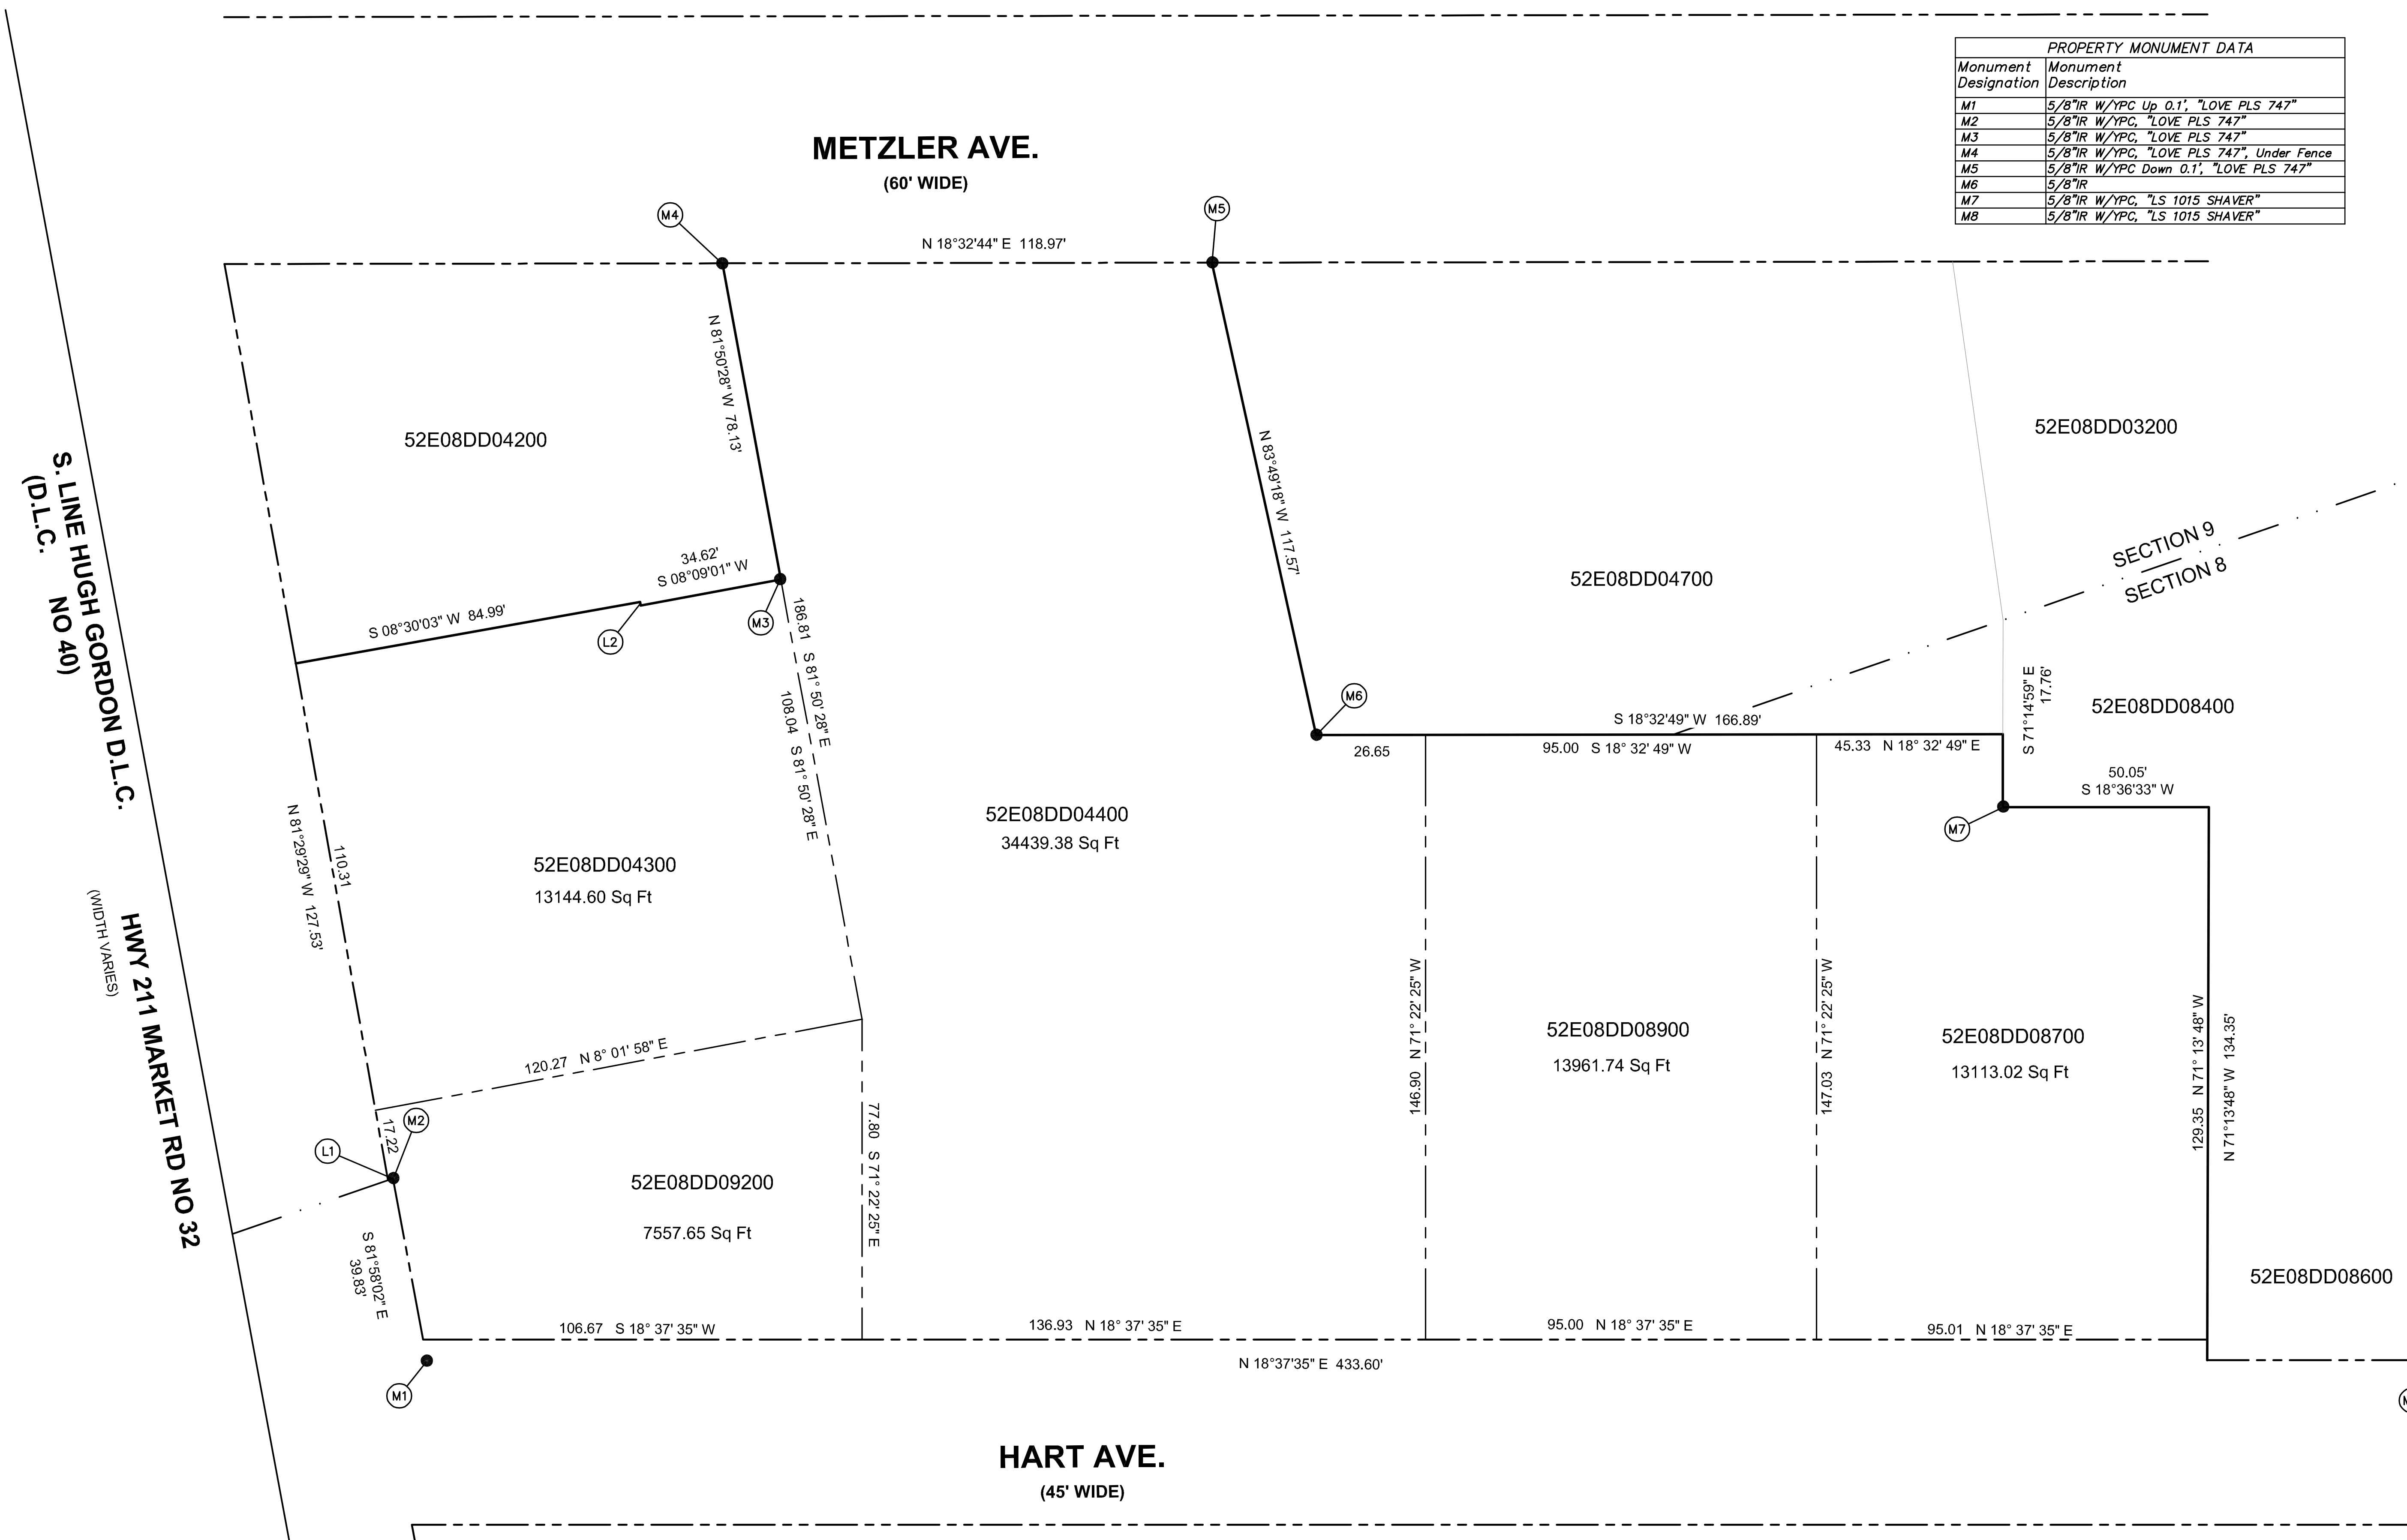 PROPERTY MONUMENT DATA
Monument Designation
Monument Description
M1 5/8"IR W/YPC Up 0.1', "LOVE PLS 747"
M2 5/8"IR W/YPC, "LOVE PLS 747"
M3 5/8"IR W/YPC, "LOVE PLS 747"
M4 5/8"IR W/YPC, "LOVE PLS 747", Under Fence
M5 5/8"IR W/YPC Down 0.1', "LOVE PLS 747"
M6 5/8"IR
M7 5/8"IR W/YPC, "LS 1015 SHAVER"
M8 5/8"IR W/YPC, "LS 1015 SHAVER"
METZLER AVE.
(60' WIDE)
M4
M5
N 18°32'44" E 118.97'
N 81°50'28" W 78.13'
52E08DD04200
N 83°49'18" W 117.57'
52E08DD03200
S. LINE HUGH GORDON D.L.C.
(D.L.C. NO 40)
SECTION 9
SECTION 8
34.62'
S 08°09'01" W
52E08DD04700
S 08°30'03" W 84.99'
L2
M3
186.81 S 81° 50' 28" E
108.04 S 81° 50' 28" E
M6
S 71°14'59" E
17.76'
52E08DD08400
S 18°32'49" W 166.89'
26.65
95.00 S 18° 32' 49" W
45.33 N 18° 32' 49" E
50.05'
S 18°36'33" W
M7
52E08DD04400
34439.38 Sq Ft
N 81°29'29" W 127.53'
110.31
52E08DD04300
13144.60 Sq Ft
HWY 211 MARKET RD NO 32
(WIDTH VARIES)
120.27 N 8° 01' 58" E
146.90 N 71° 22' 25" W
52E08DD08900
13961.74 Sq Ft
147.03 N 71° 22' 25" W
52E08DD08700
13113.02 Sq Ft
129.35 N 71° 13' 48" W
N 71°13'48" W 134.35'
M2
L1
17.22
77.80 S 71° 22' 25" E
52E08DD09200
7557.65 Sq Ft
S 81°58'02" E
39.83'
52E08DD08600
106.67 S 18° 37' 35" W
136.93 N 18° 37' 35" E
95.00 N 18° 37' 35" E
95.01 N 18° 37' 35" E
N 18°37'35" E 433.60'
M1
HART AVE.
(45' WIDE)